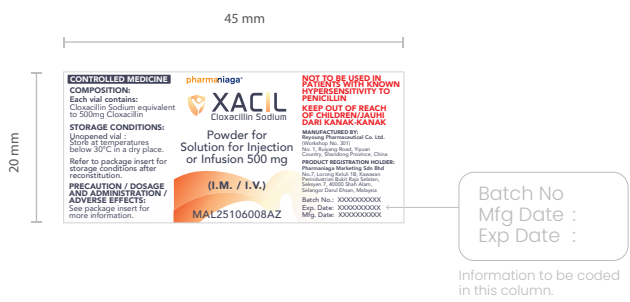 45 mm
20 mm
CONTROLLED MEDICINE
COMPOSITION:
Each vial contains:
Cloxacillin Sodium equivalent
to 500mg Cloxacillin
STORAGE CONDITIONS:
Unopened vial :
Store at temperatures
below 30°C in a dry place.
Refer to package insert for
storage conditions after
reconstitution.
PRECAUTION / DOSAGE
AND ADMINISTRATION /
ADVERSE EFFECTS:
See package insert for
more information.
pharmaniaga®
XACIL
Cloxacillin Sodium
Powder for
Solution for Injection
or Infusion 500 mg
(I.M. / I.V.)
MAL25106008AZ
NOT TO BE USED IN
PATIENTS WITH KNOWN
HYPERSENSITIVITY TO
PENICILLIN
KEEP OUT OF REACH
OF CHILDREN/JAUHI
DARI KANAK-KANAK
MANUFACTURED BY:
Reyoung Pharmaceutical Co. Ltd.
(Workshop No. 301)
No. 1, Ruiyang Road, Yiyuan
Country, Shandong Province, China
PRODUCT REGISTRATION HOLDER:
Pharmaniaga Marketing Sdn Bhd
No.7, Lorong Keluli 1B, Kawasan
Perindustrian Bukit Raja Selatan,
Seksyen 7, 40000 Shah Alam,
Selangor Darul Ehsan, Malaysia
Batch No.: XXXXXXXXXX
Exp. Date: XXXXXXXXXX
Mfg. Date: XXXXXXXXXX
Batch No
Mfg Date :
Exp Date :
Information to be coded
in this column.